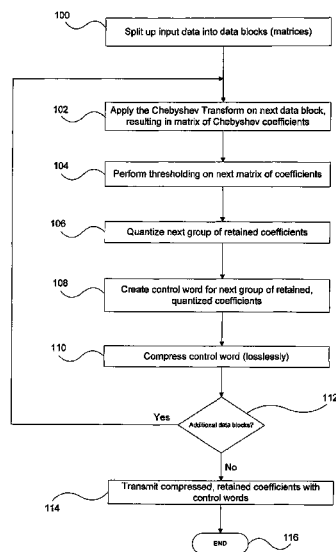 100
Split up input data into data blocks (matrices)
102
Apply the Chebyshev Transform on next data block,
resulting in matrix of Chebyshev coefficients
104
Perform thresholding on next matrix of coefficients
106
Quantize next group of retained coefficients
108
Create control word for next group of retained,
quantized coefficients
110
Compress control word (losslessly)
112
Yes
Additional data blocks?
No
Transmit compressed, retained coefficients with
control words
114
END
116